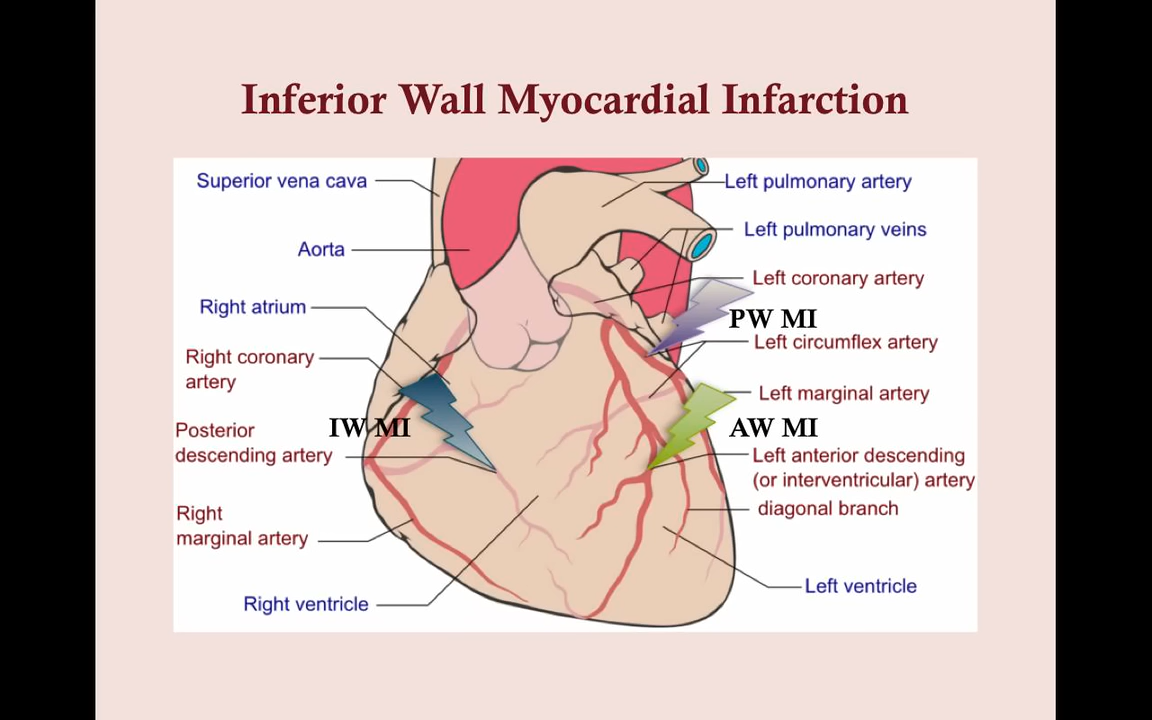 Inferior Wall Myocardial Infarction
Superior vena cava
Aorta
Right atrium
Right coronary
artery
IW MI
Posterior
descending artery
Right
marginal artery
Right ventricle
Left pulmonary artery
Left pulmonary veins
Left coronary artery
PW MI
Left circumflex artery
Left marginal artery
AW MI
Left anterior descending
(or interventricular) artery
diagonal branch
Left ventricle